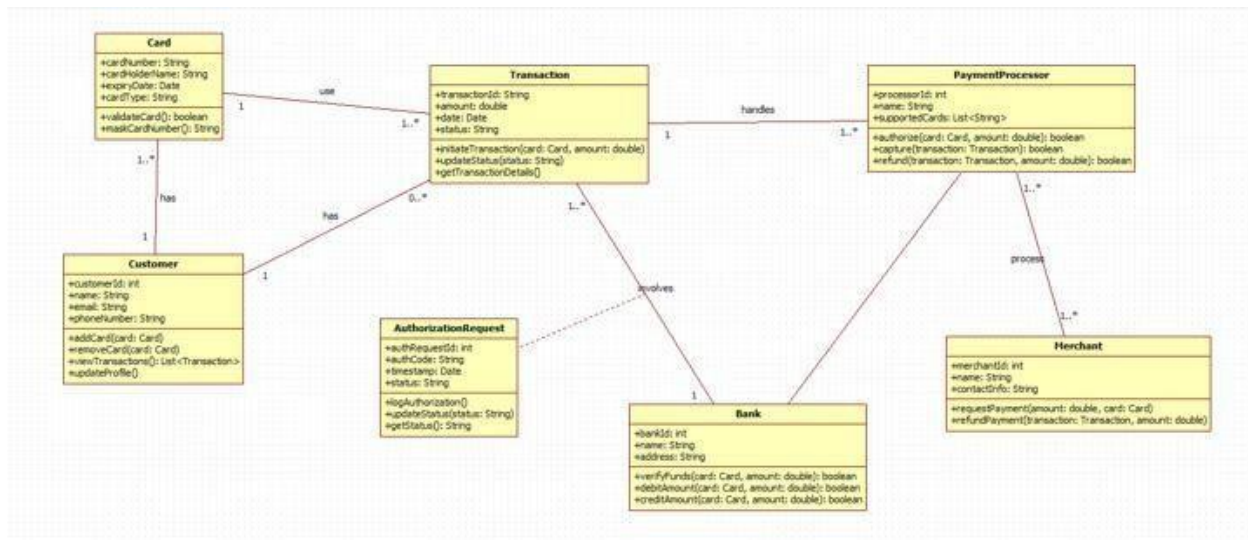 Card
+cardNumber: String
+cardHolderName: String
+expiryDate: Date
+cardType: String
+validateCard(): boolean
+maskCardNumber(): String
1
use
1..*
Transaction
+transactionId: String
+amount: double
+date: Date
+status: String
+initiateTransaction(card: Card, amount: double)
+updateStatus(status: String)
+getTransactionDetails()
1
handles
1..*
PaymentProcessor
+processorId: int
+name: String
+supportedCards: List<String>
+authorize(card: Card, amount: double): boolean
+capture(transaction: Transaction): boolean
+refund(transaction: Transaction, amount: double): boolean
1..*
has
1
0..*
has
1
1..*
involves
1
1..*
process
1..*
Customer
+customerId: int
+name: String
+email: String
+phoneNumber: String
+addCard(card: Card)
+removeCard(card: Card)
+viewTransactions(): List<Transaction>
+updateProfile()
AuthorizationRequest
+authRequestId: int
+authCode: String
+timestamp: Date
+status: String
+logAuthorization()
+updateStatus(status: String)
+getStatus(): String
Bank
+bankId: int
+name: String
+address: String
+verifyFunds(card: Card, amount: double): boolean
+debitAmount(card: Card, amount: double): boolean
+creditAmount(card: Card, amount: double): boolean
Merchant
+merchantId: int
+name: String
+contactInfo: String
+requestPayment(amount: double, card: Card)
+refundPayment(transaction: Transaction, amount: double)